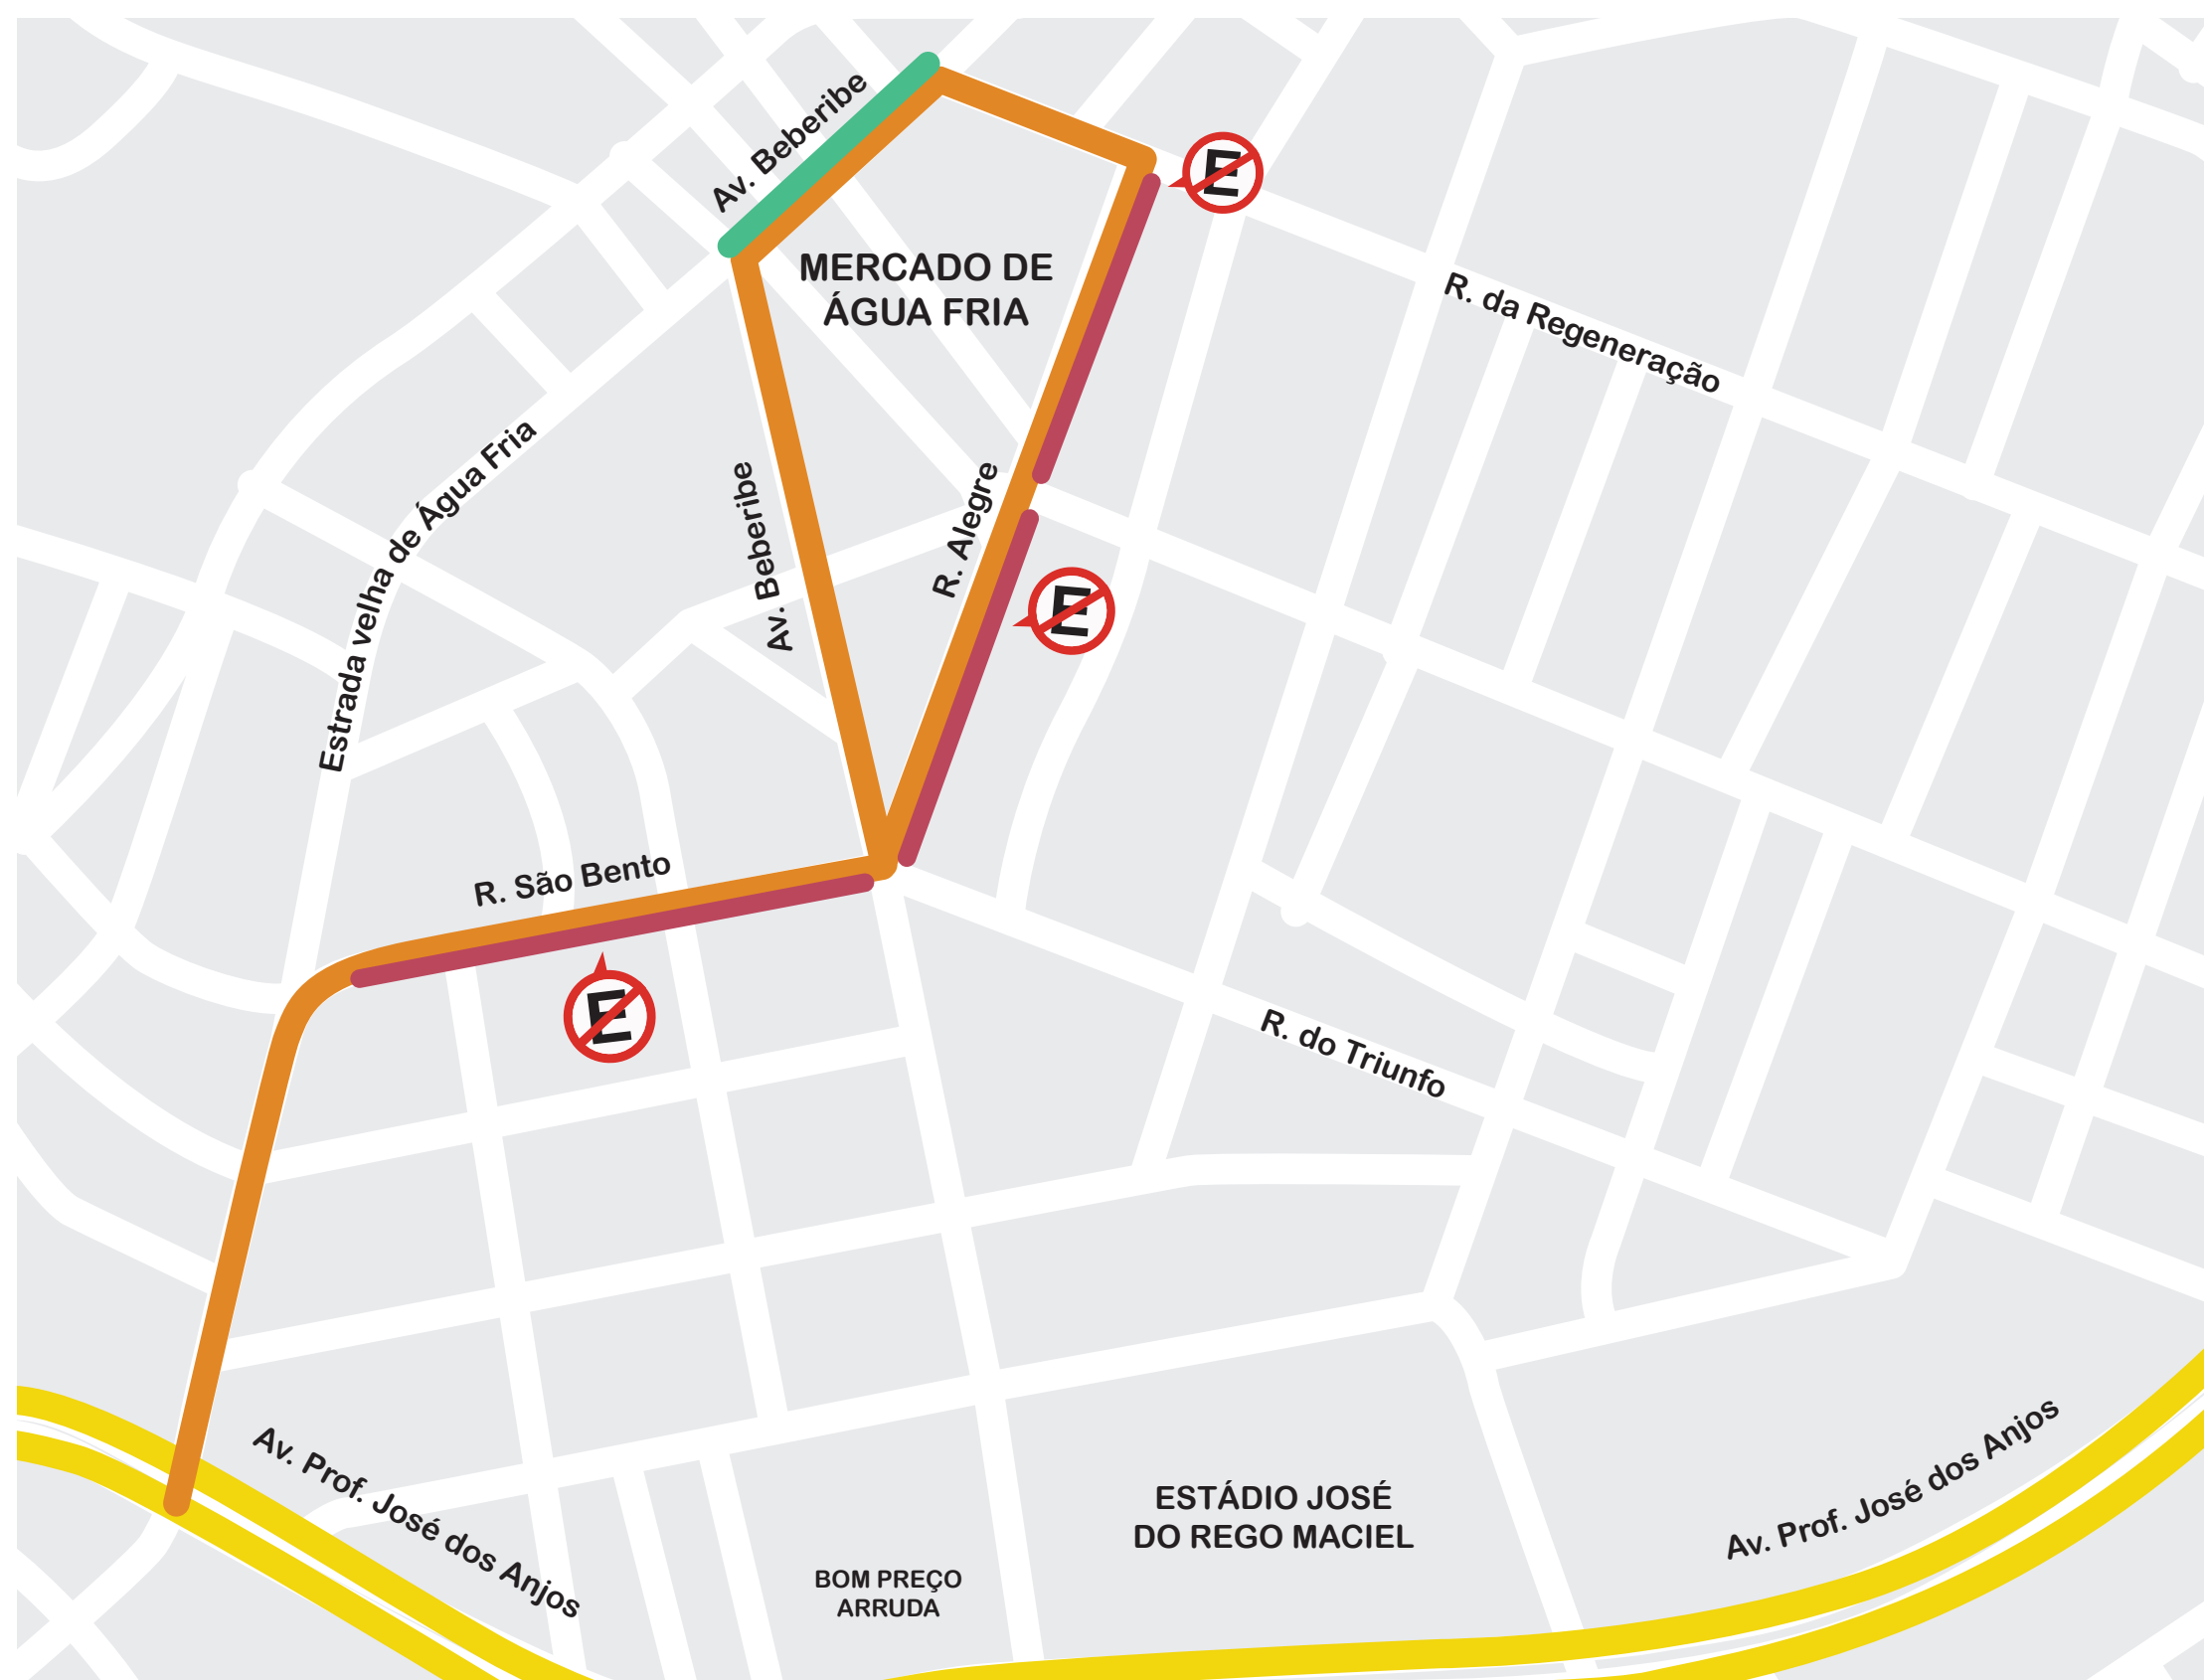 Av. Beberibe
E
MERCADO DE
ÁGUA FRIA
R. da Regeneração
Estrada velha de Água Fria
Av. Beberibe
R. Alegre
E
R. São Bento
E
R. do Triunfo
Av. Prof. José dos Anjos
Av. Prof. José dos Anjos
ESTÁDIO JOSÉ
DO REGO MACIEL
BOM PREÇO
ARRUDA